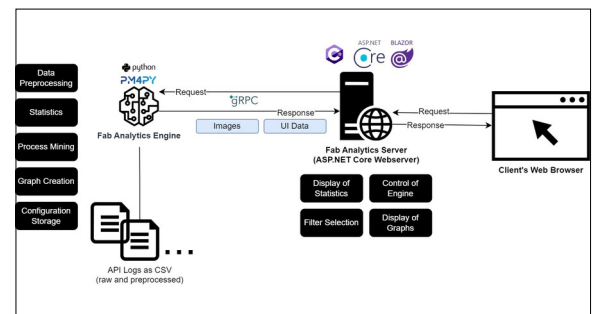 Data
Preprocessing
Statistics
Process Mining
Graph Creation
Configuration
Storage
python
PM4PY
Fab Analytics Engine
API Logs as CSV
(raw and preprocessed)
Request
gRPC
Response
Images
UI Data
ASP.NET
Core
BLAZOR
C#
@
Fab Analytics Server
(ASP.NET Core Webserver)
Display of
Statistics
Control of
Engine
Filter Selection
Display of
Graphs
Request
Response
Client's Web Browser